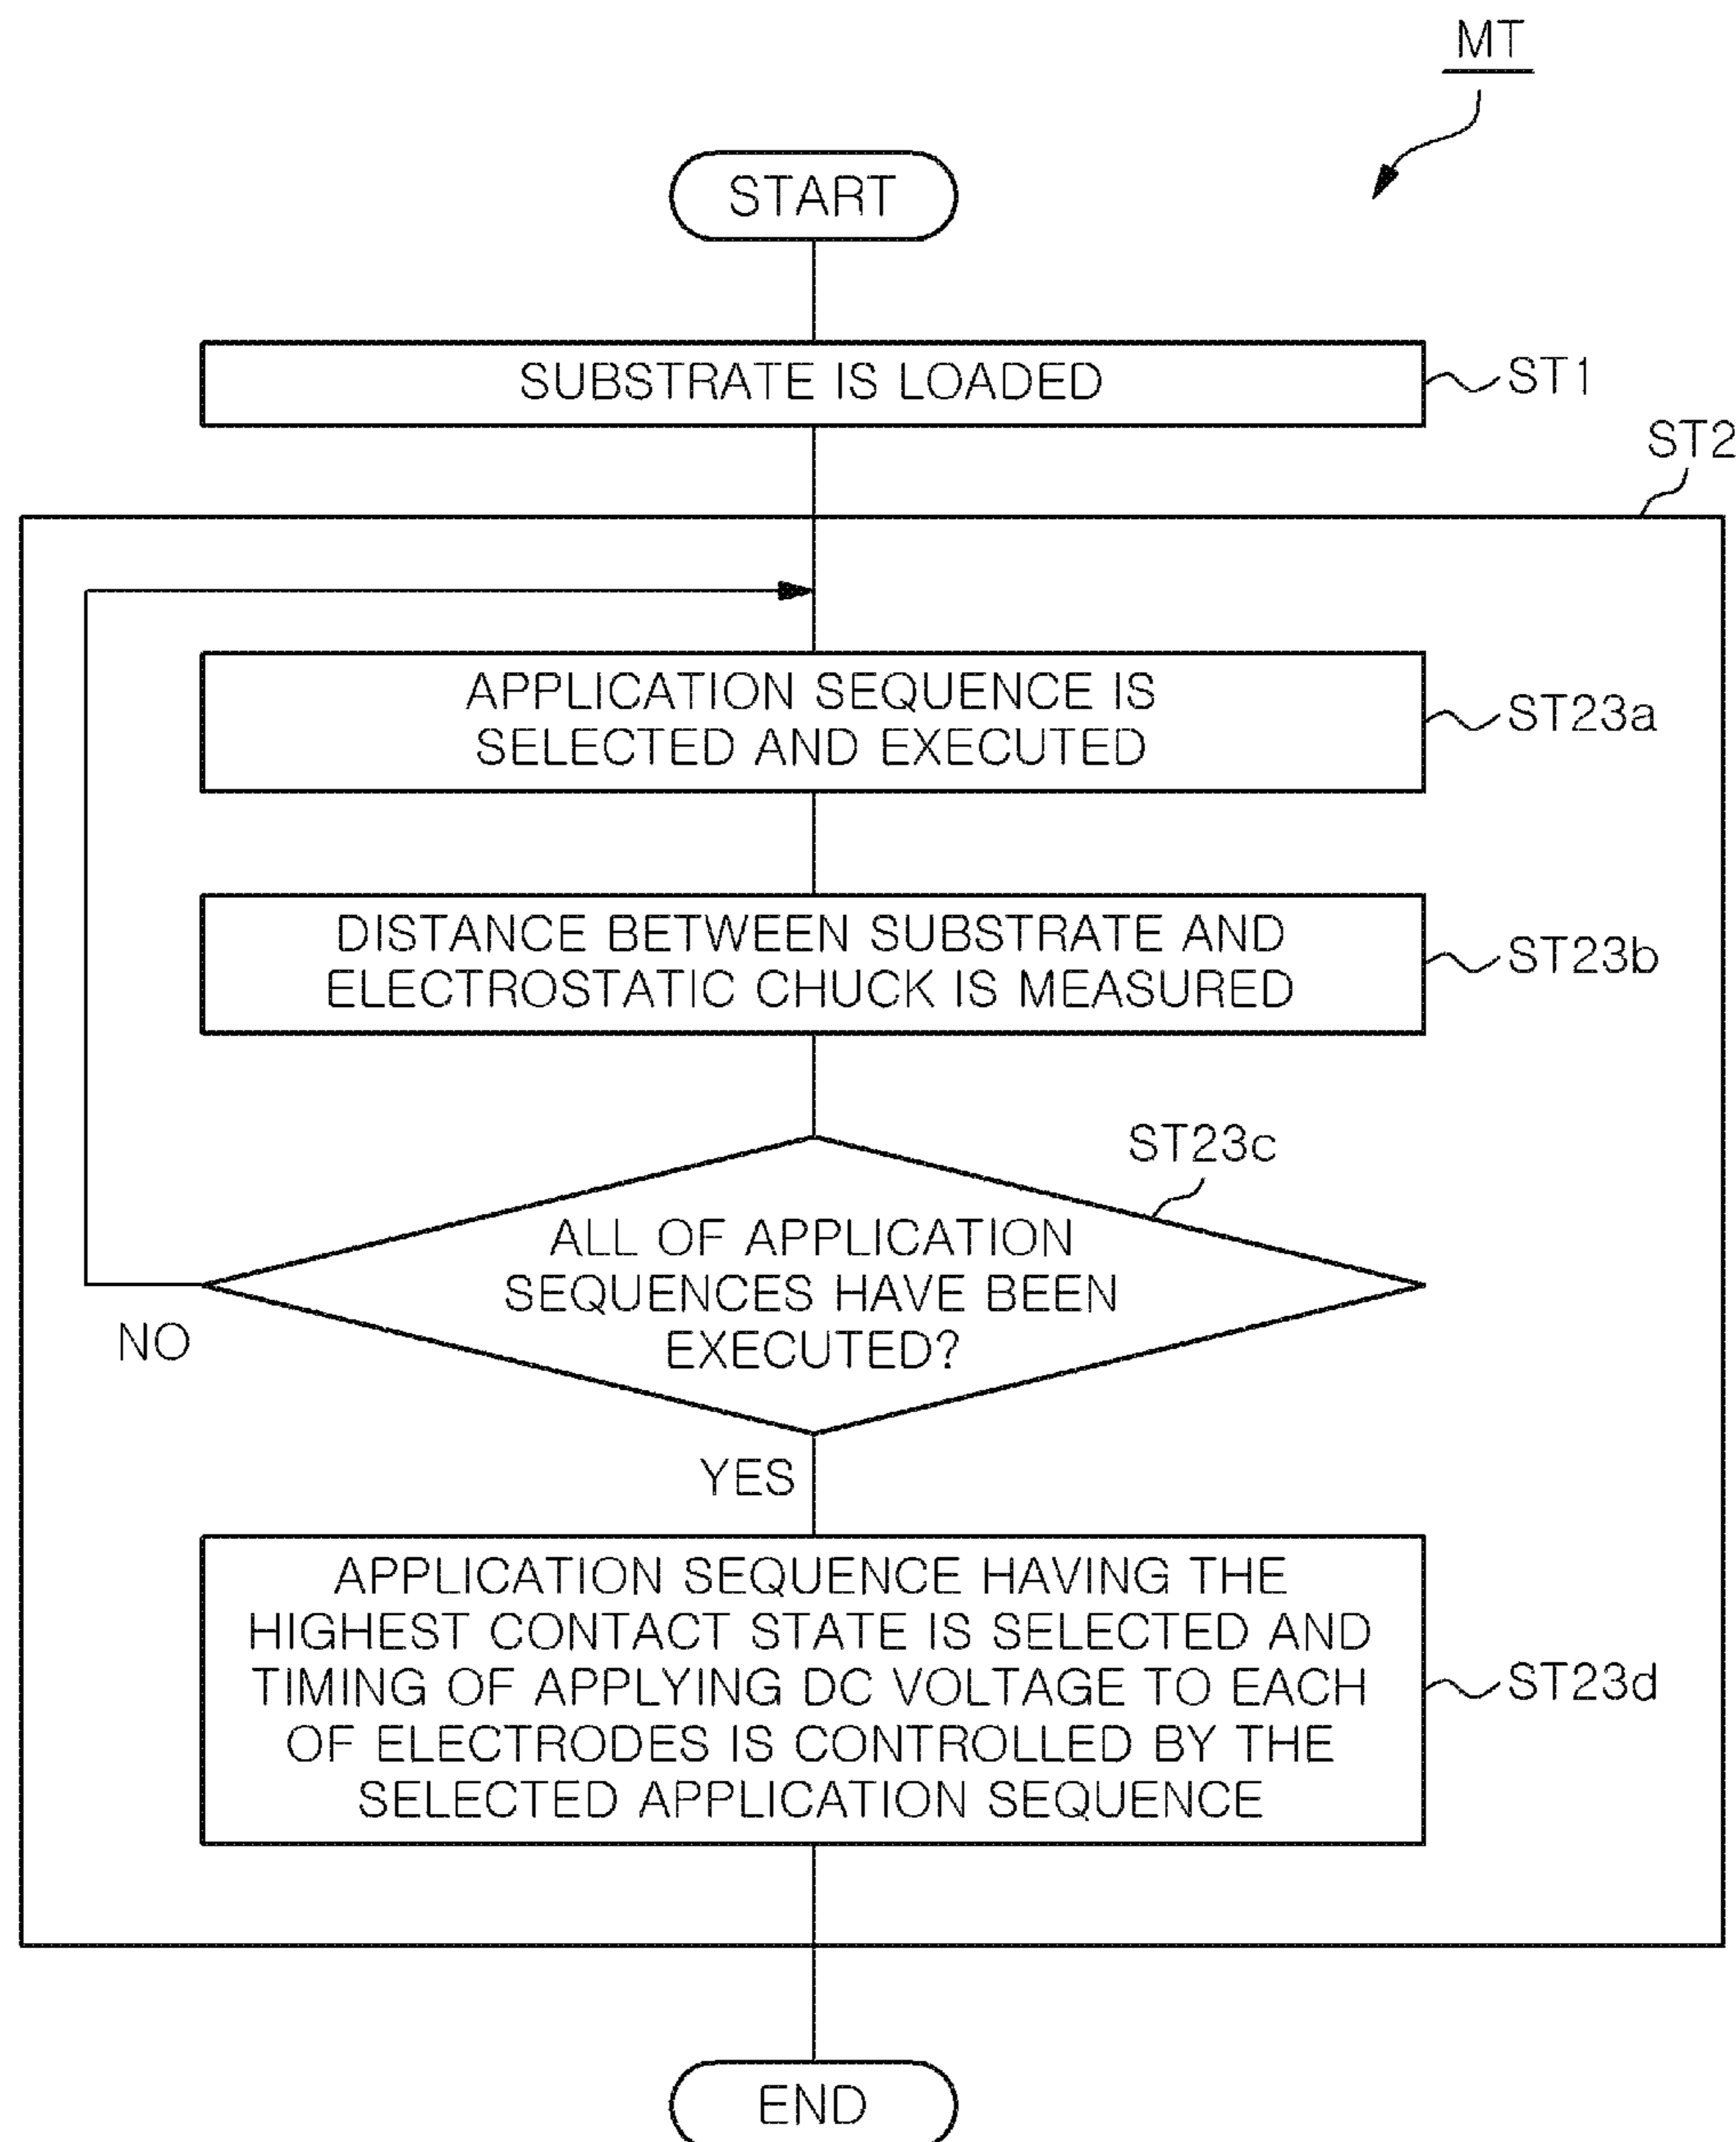 MT
START
SUBSTRATE IS LOADED
ST1
ST2
APPLICATION SEQUENCE IS
SELECTED AND EXECUTED
ST23a
DISTANCE BETWEEN SUBSTRATE AND
ELECTROSTATIC CHUCK IS MEASURED
ST23b
ST23c
ALL OF APPLICATION
SEQUENCES HAVE BEEN
EXECUTED?
NO
YES
APPLICATION SEQUENCE HAVING THE
HIGHEST CONTACT STATE IS SELECTED AND
TIMING OF APPLYING DC VOLTAGE TO EACH
OF ELECTRODES IS CONTROLLED BY THE
SELECTED APPLICATION SEQUENCE
ST23d
END